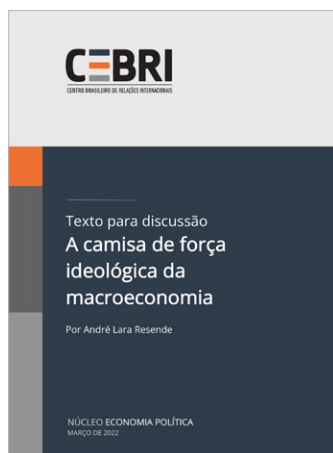 CEBRI
CENTRO BRASILEIRO DE RELAÇÕES INTERNACIONAIS
Texto para discussão
A camisa de força
ideológica da
macroeconomia
Por André Lara Resende
NÚCLEO ECONOMIA POLÍTICA
MARÇO DE 2022